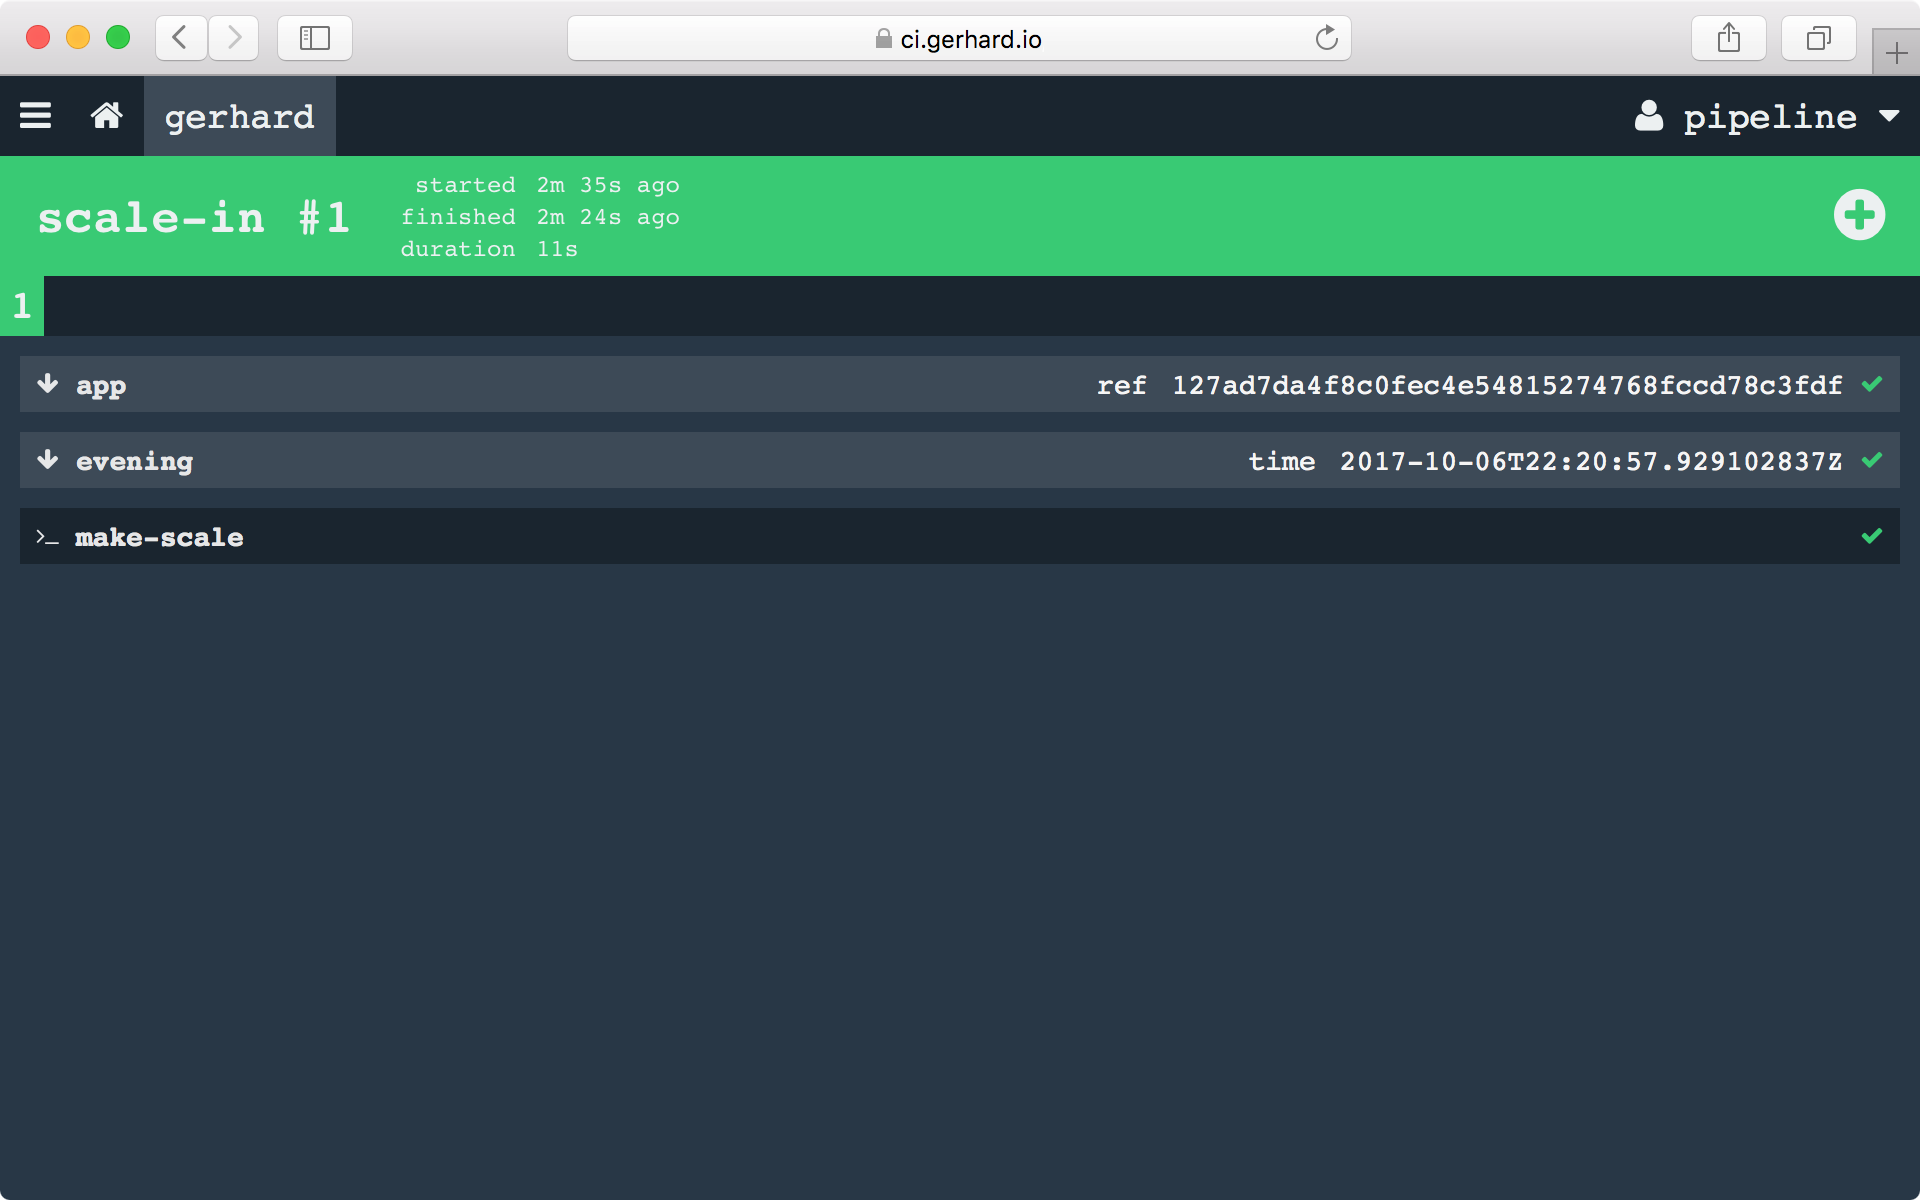 ci.gerhard.io
gerhard
pipeline
scale-in #1
started 2m 35s ago
finished 2m 24s ago
duration 11s
1
app ref 127ad7da4f8c0fec4e54815274768fccd78c3fdf
evening time 2017-10-06T22:20:57.929102837Z
>_ make-scale